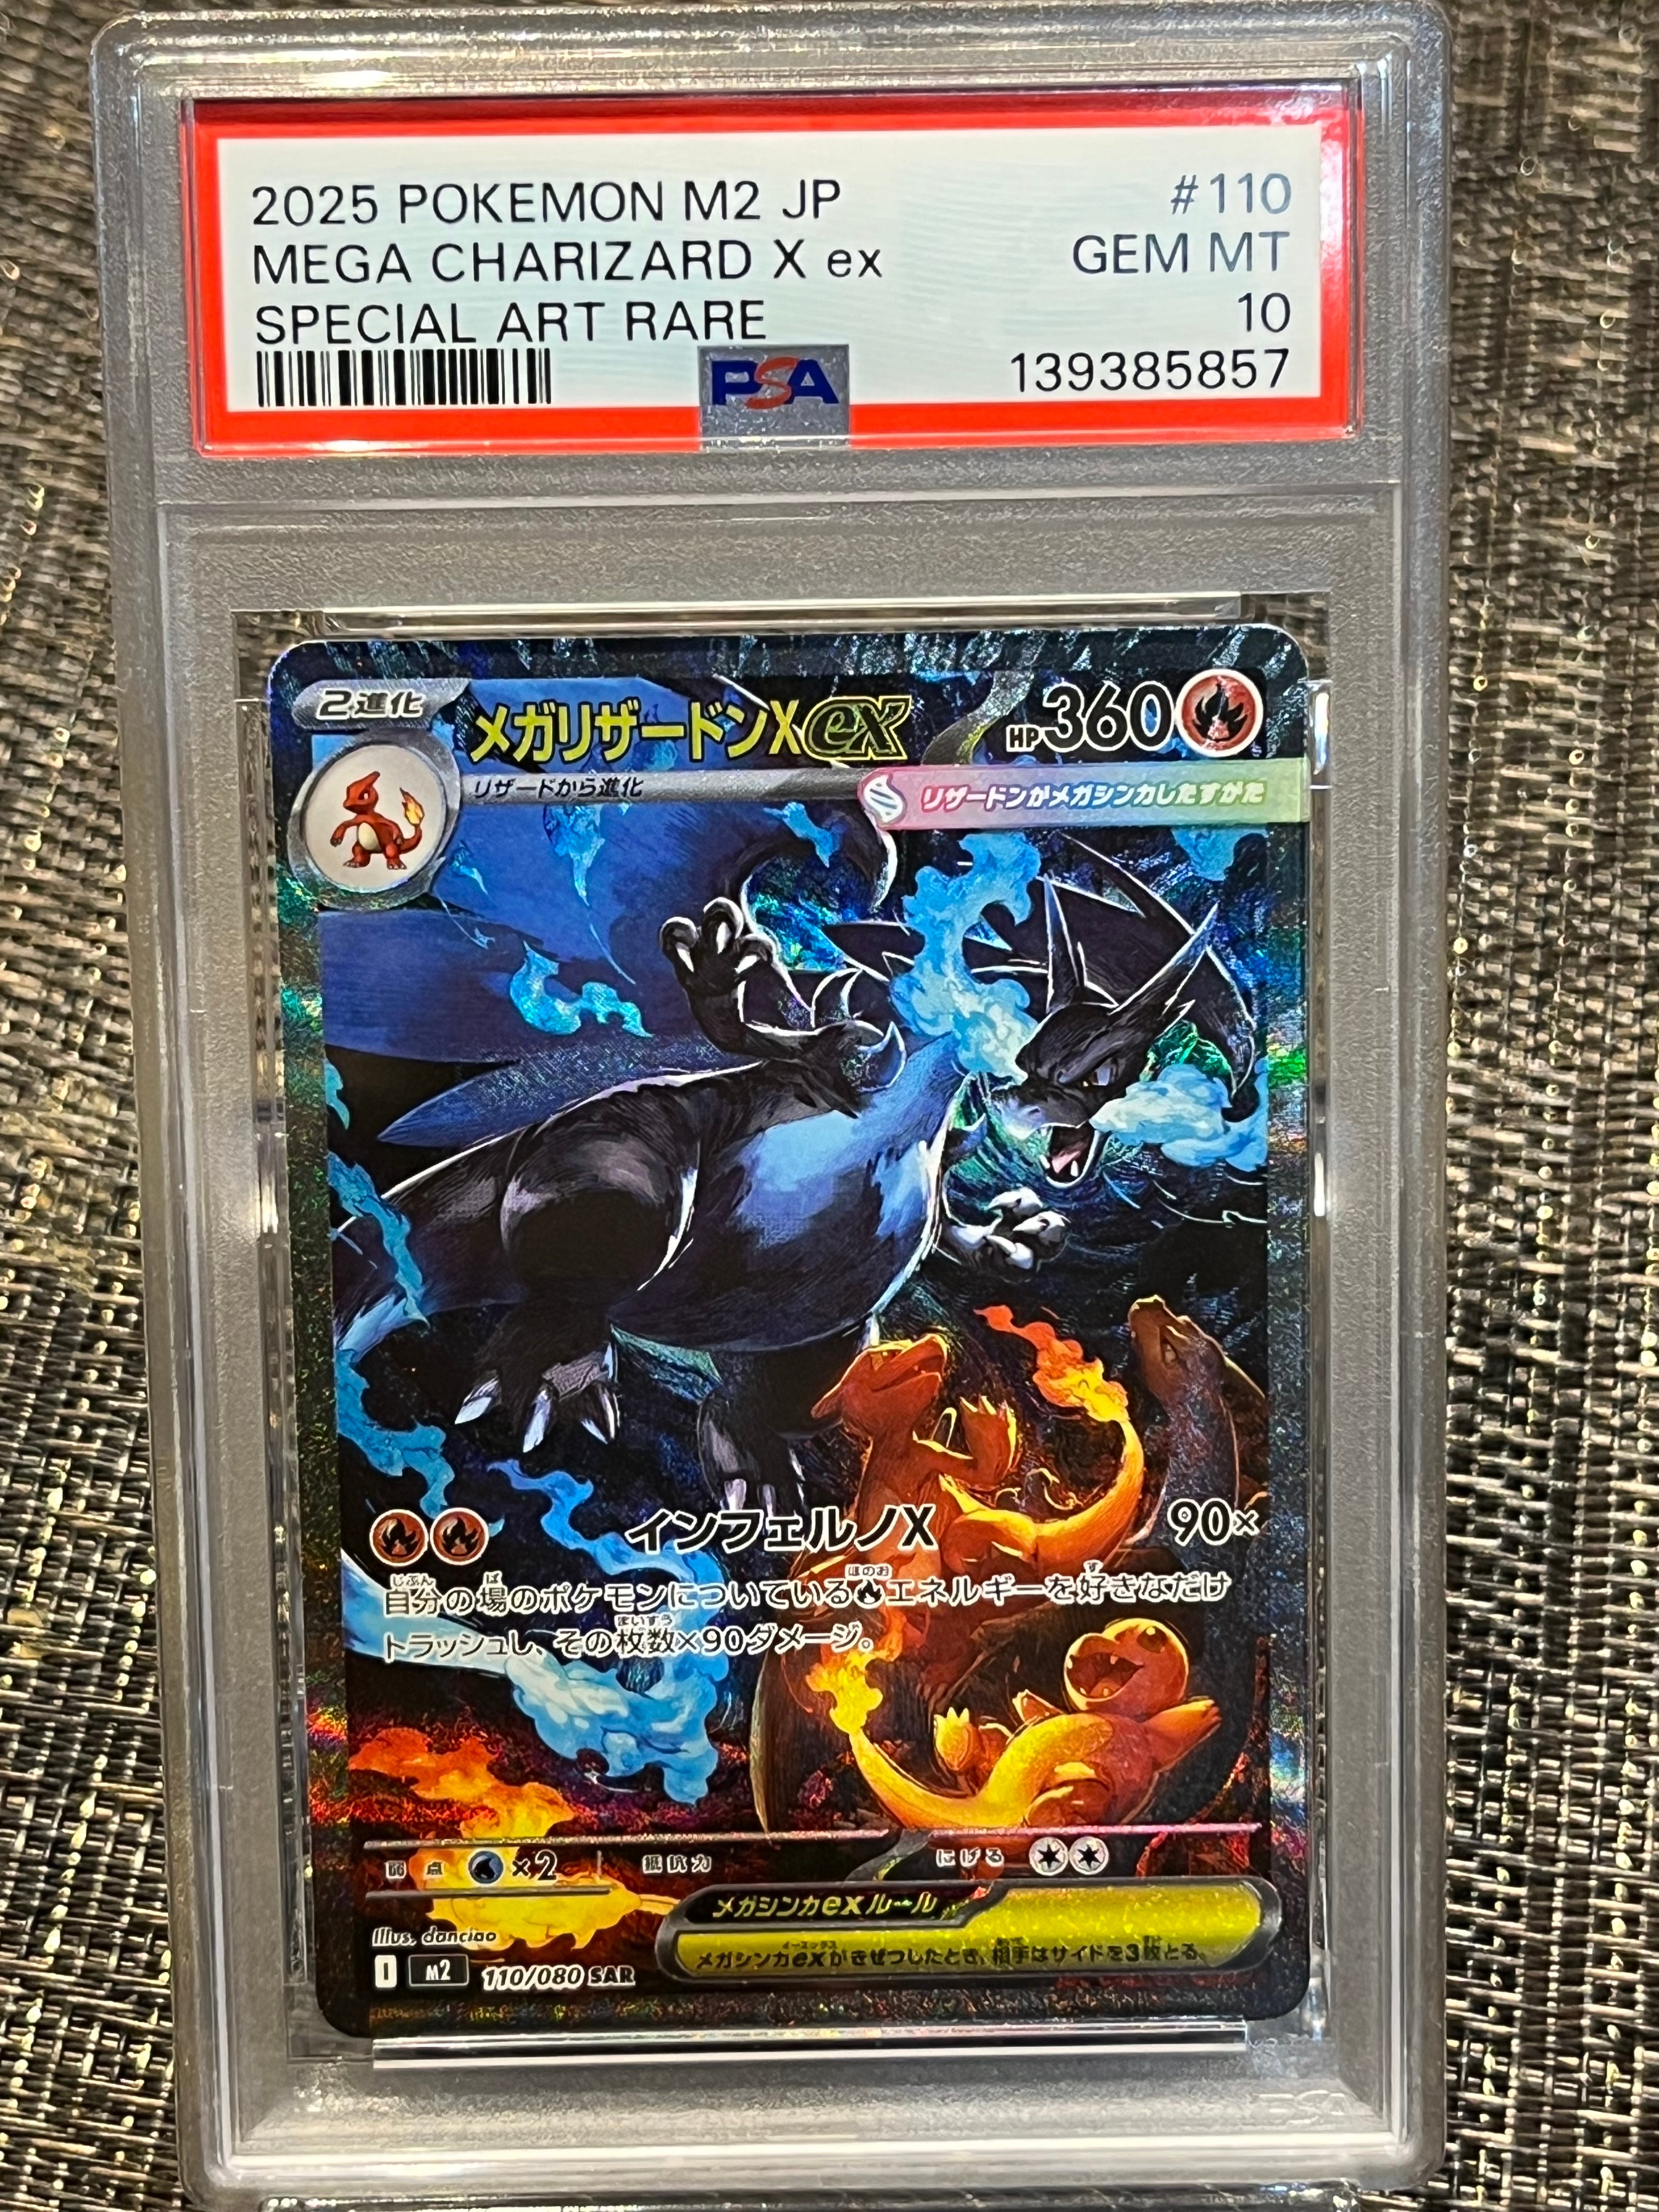 2025 POKEMON M2 JP #110
MEGA CHARIZARD X ex GEM MT
SPECIAL ART RARE 10
PSA 139385857
2進化 メガリザードンXex HP360
リザードから進化
リザードンがメガシンカしたすがた
インフェルノX 90×
自分の場のポケモンについているエネルギーを好きなだけ
トラッシュし、その枚数×90ダメージ。
弱点 ×2 抵抗力 にげる
メガシンカexルール
メガシンカexがきぜつしたとき、相手はサイドを3枚とる。
Illus. danciao
I M2 110/080 SAR